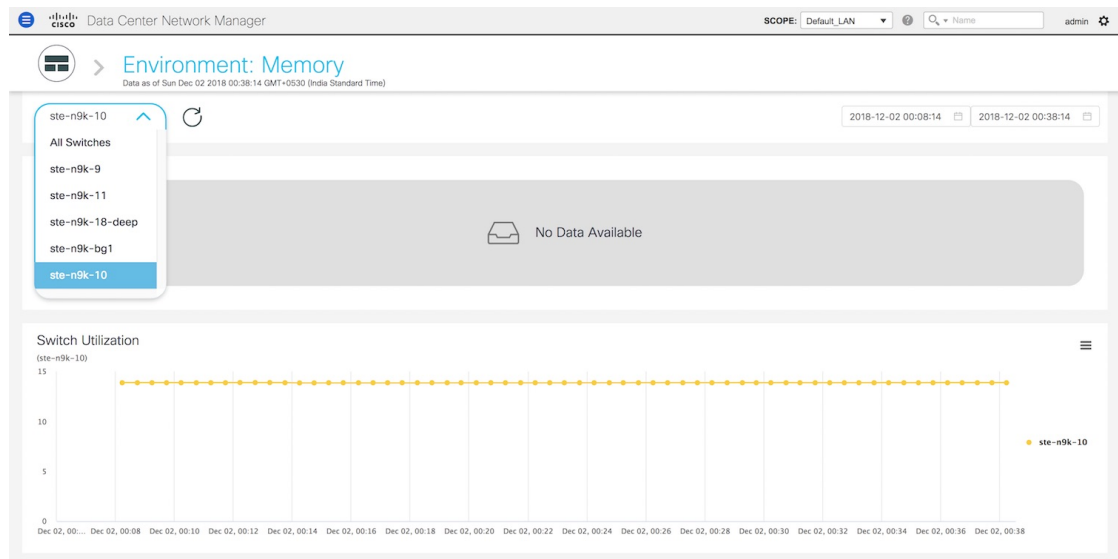 CISCO Data Center Network Manager SCOPE: Default_LAN Name admin
Environment: Memory
Data as of Sun Dec 02 2018 00:38:14 GMT+0530 (India Standard Time)
ste-n9k-10 2018-12-02 00:08:14 2018-12-02 00:38:14
All Switches
ste-n9k-9
ste-n9k-11
ste-n9k-18-deep
ste-n9k-bg1
ste-n9k-10
No Data Available
Switch Utilization
(ste-n9k-10)
15
10
5
0
ste-n9k-10
Dec 02, 00:... Dec 02, 00:08 Dec 02, 00:10 Dec 02, 00:12 Dec 02, 00:14 Dec 02, 00:16 Dec 02, 00:18 Dec 02, 00:20 Dec 02, 00:22 Dec 02, 00:24 Dec 02, 00:26 Dec 02, 00:28 Dec 02, 00:30 Dec 02, 00:32 Dec 02, 00:34 Dec 02, 00:36 Dec 02, 00:38